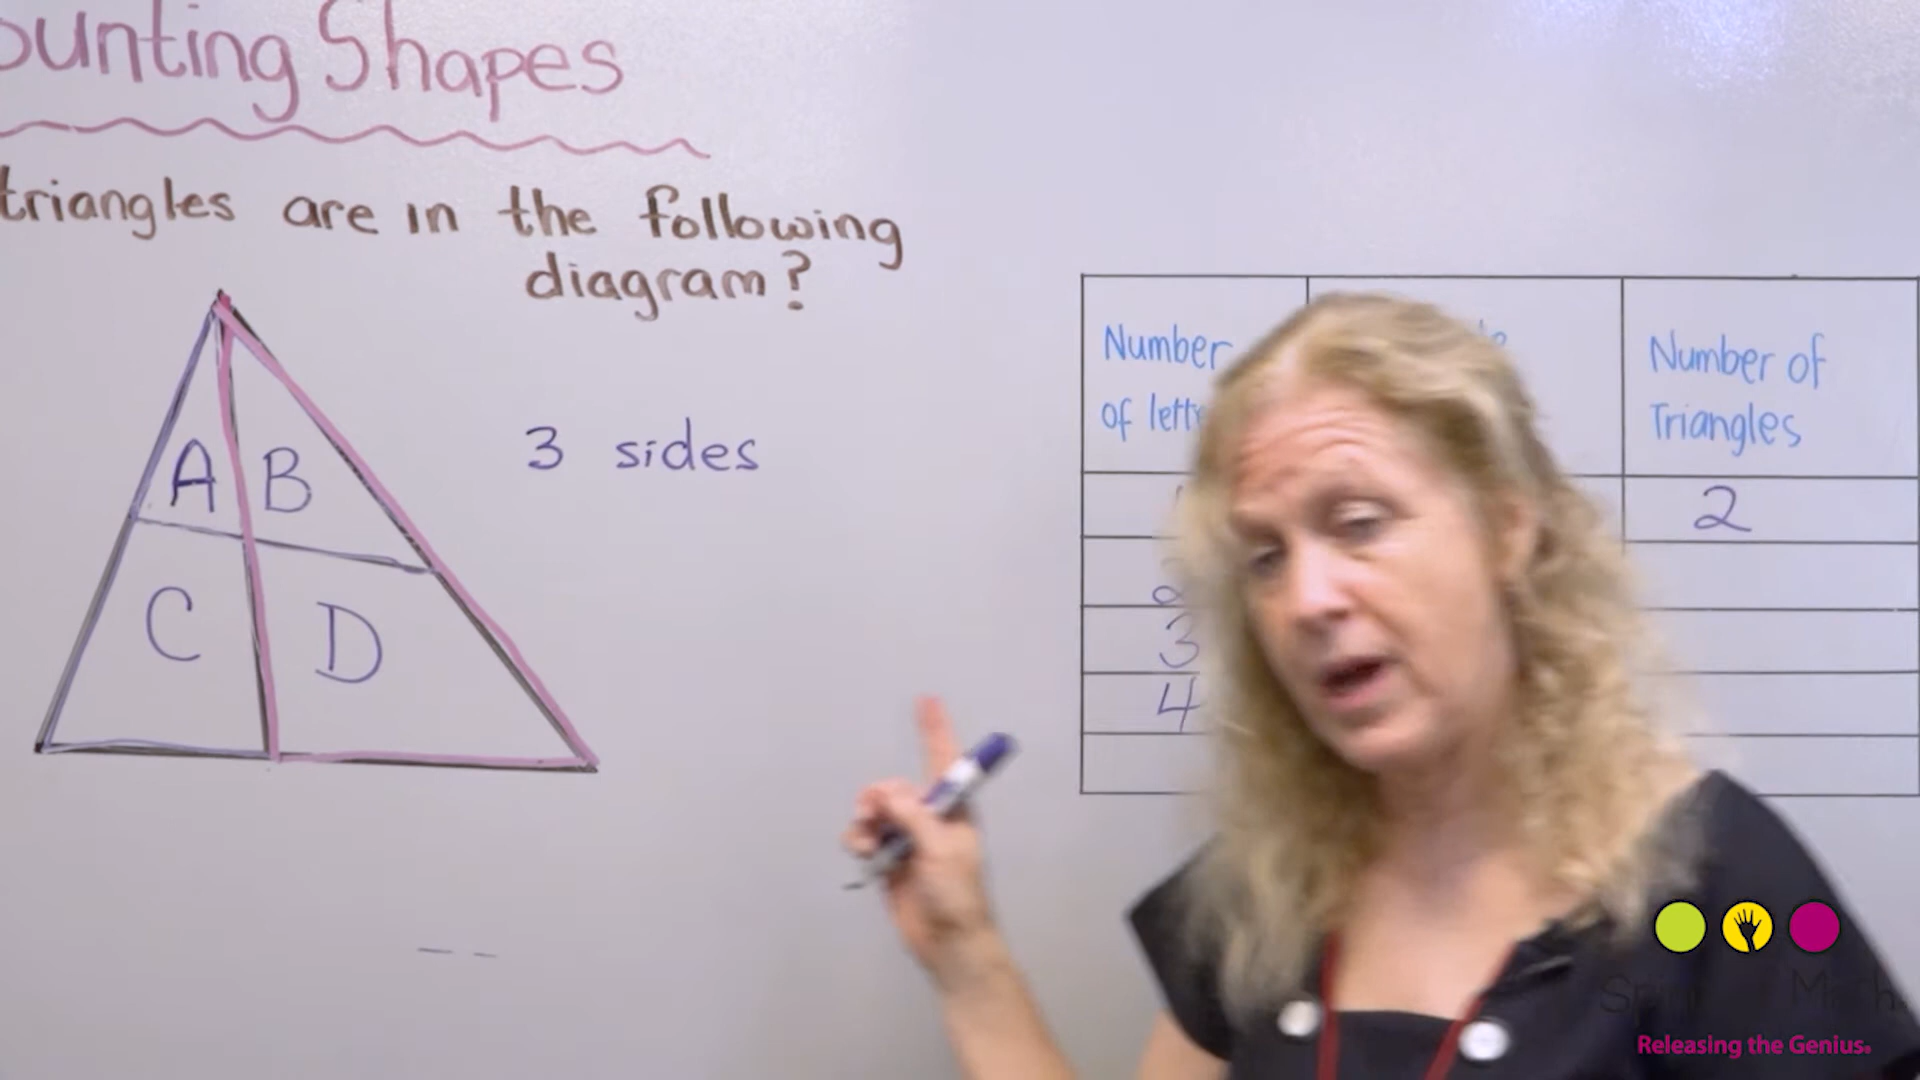 ounting Shapes
triangles are in the following
diagram?
A B
C D
3 sides
Number
of lett
Number of
Triangles
2
3
4
Releasing the Genius.